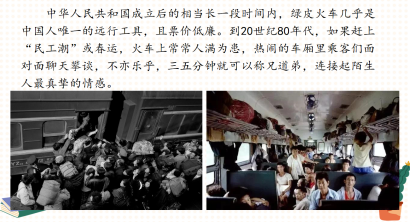 中华人民共和国成立后的相当长一段时间内，绿皮火车几乎是
中国人唯一的远行工具，且票价低廉。到20世纪80年代，如果赶上
“民工潮”或春运，火车上常常人满为患，热闹的车厢里乘客们面
对面聊天攀谈，不亦乐乎，三五分钟就可以称兄道弟，连接起陌生
人最真挚的情感。